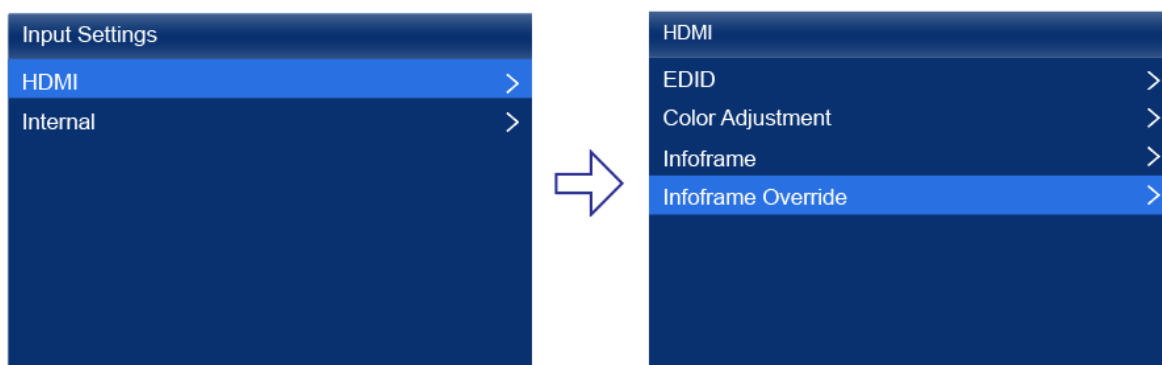 Input Settings
HDMI
Internal
HDMI
EDID
Color Adjustment
Infoframe
Infoframe Override